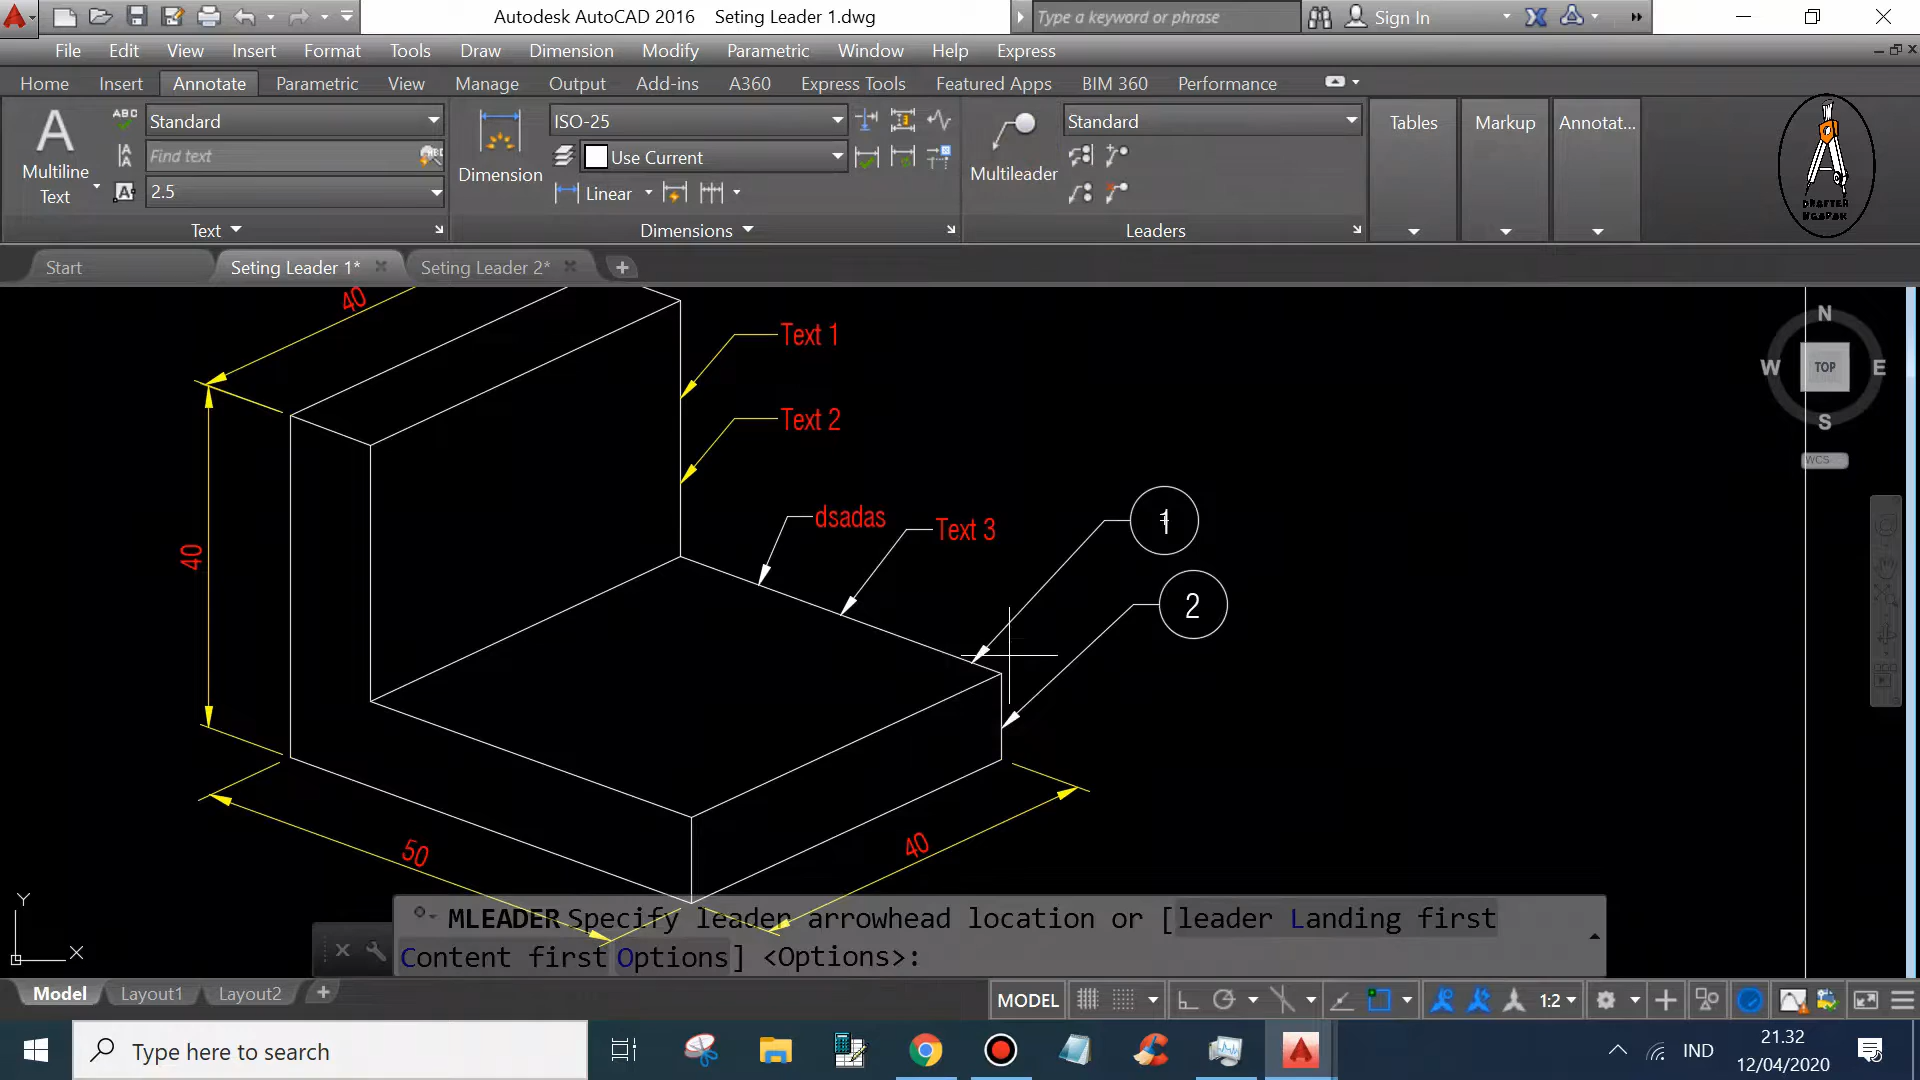 Autodesk AutoCAD 2016 Seting Leader 1.dwg
Type a keyword or phrase
Sign In
File Edit View Insert Format Tools Draw Dimension Modify Parametric Window Help Express
Home Insert Annotate Parametric View Manage Output Add-ins A360 Express Tools Featured Apps BIM 360 Performance
A Multiline Text
ABC
Standard
Find text
2.5
Text
Dimension
ISO-25
Use Current
Linear
Dimensions
Multileader
Standard
Leaders
Tables
Markup
Annotat...
DRAFTER
NGAPAK
Start
Seting Leader 1*
Seting Leader 2*
40
Text 1
Text 2
dsadas
Text 3
1
2
40
50
40
N
W TOP E
S
WCS
Y
X
MLEADER Specify leader arrowhead location or [leader Landing first
Content first Options] <Options>:
Model Layout1 Layout2
MODEL
1:2
Type here to search
IND
21.32
12/04/2020